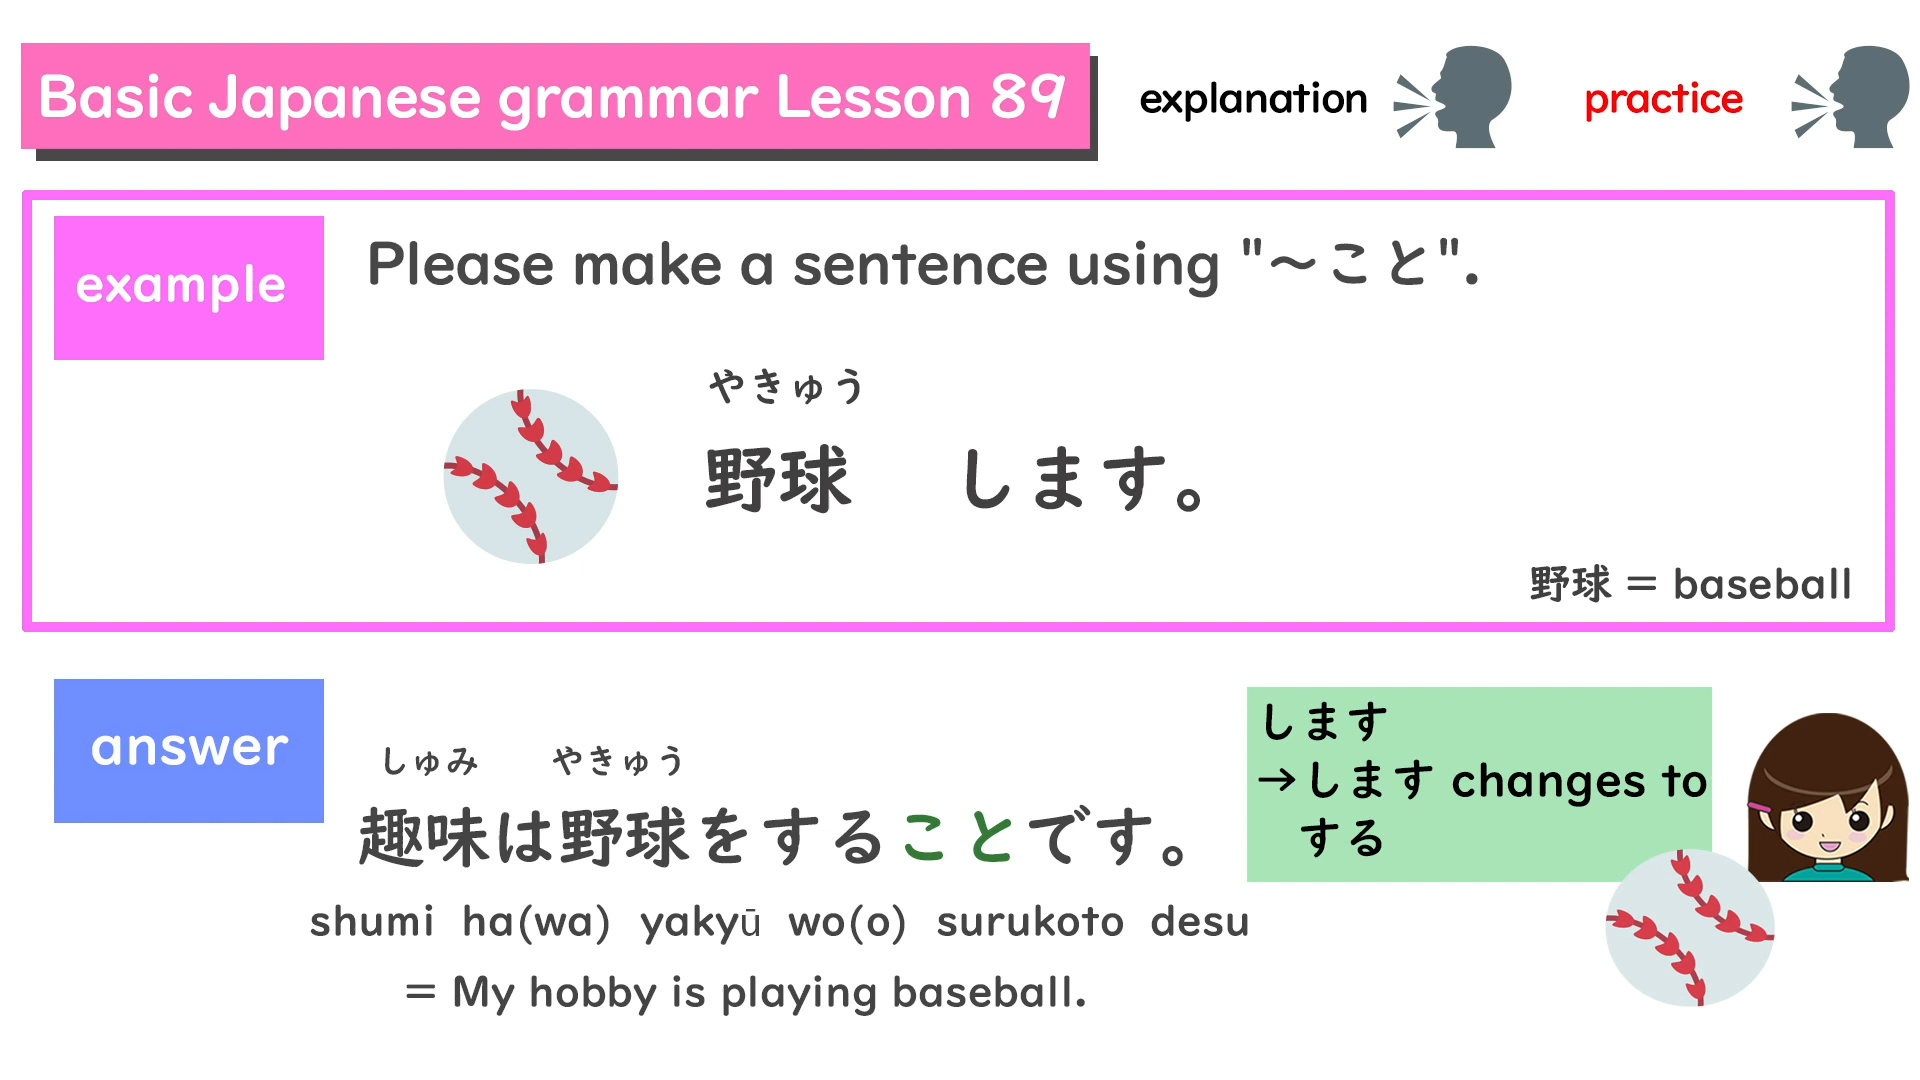 Basic Japanese grammar Lesson 89
explanation
practice
example
Please make a sentence using "～こと".
やきゅう
野球 します。
野球 = baseball
answer
しゅみ やきゅう
趣味は野球をすることです。
shumi ha(wa) yakyū wo(o) surukoto desu
= My hobby is playing baseball.
します
→します changes to
する